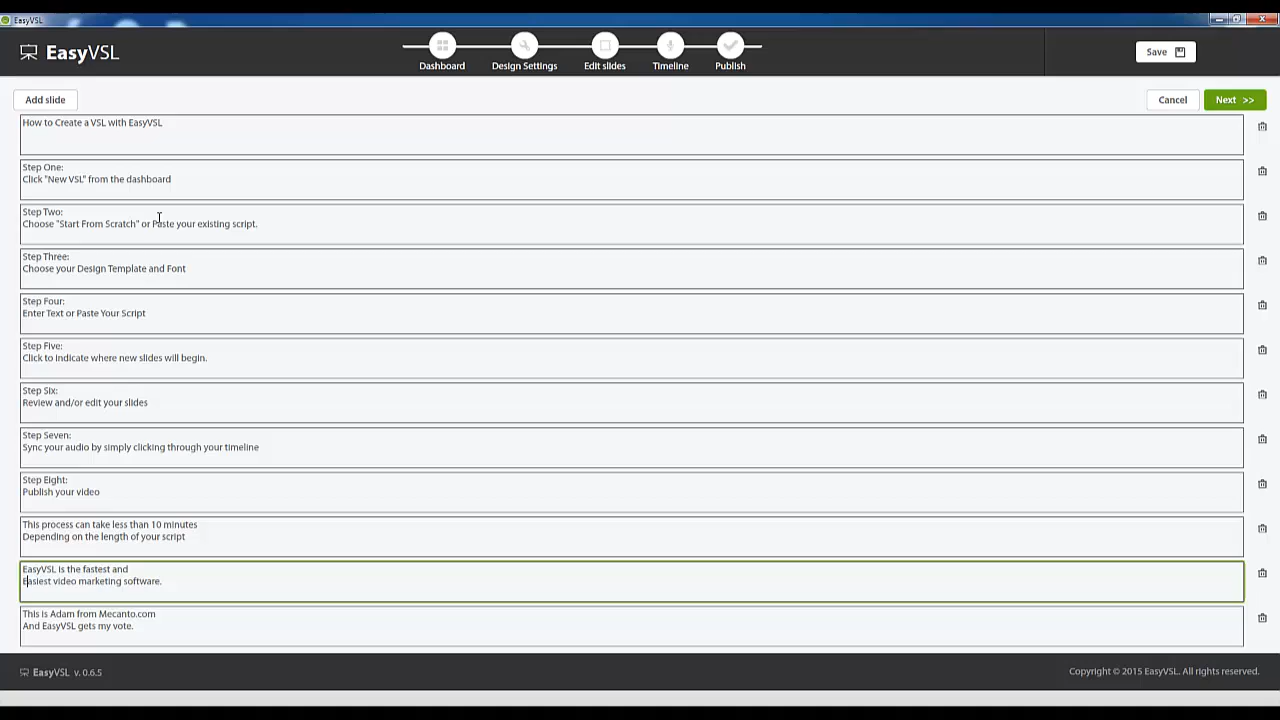 EasyVSL
EasyVSL
Dashboard
Design Settings
Edit slides
Timeline
Publish
Save
Add slide
Cancel
Next >>
How to Create a VSL with EasyVSL
Step One:
Click "New VSL" from the dashboard
Step Two:
Choose "Start From Scratch" or Paste your existing script.
Step Three:
Choose your Design Template and Font
Step Four:
Enter Text or Paste Your Script
Step Five:
Click to indicate where new slides will begin.
Step Six:
Review and/or edit your slides
Step Seven:
Sync your audio by simply clicking through your timeline
Step Eight:
Publish your video
This process can take less than 10 minutes
Depending on the length of your script
EasyVSL is the fastest and
Easiest video marketing software.
This is Adam from Mecanto.com
And EasyVSL gets my vote.
EasyVSL v. 0.6.5
Copyright © 2015 EasyVSL. All rights reserved.